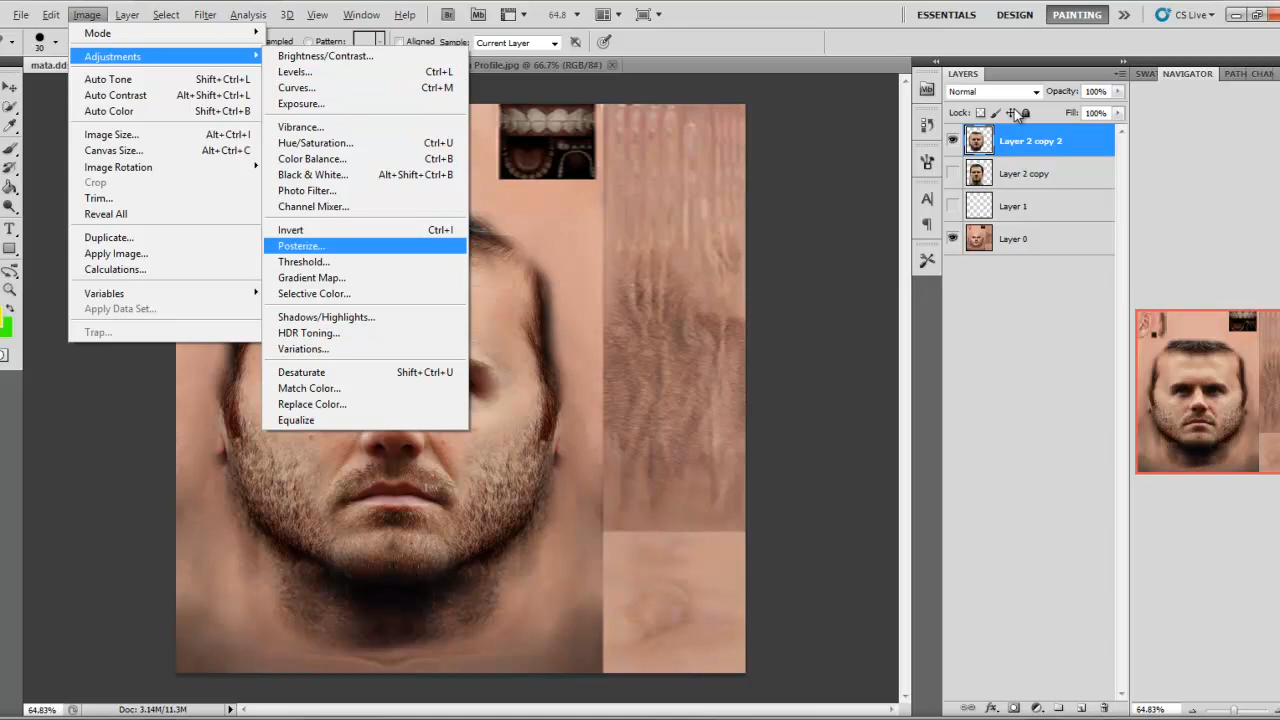 File Edit Image Layer Select Filter Analysis 3D View Window Help Br Mb 64.8 ESSENTIALS DESIGN PAINTING CS Live
30 Pattern: Aligned Sample: Current Layer
mata.dd Profile.jpg @ 66.7% (RGB/8#)
Mode
Adjustments
Auto Tone Shift+Ctrl+L
Auto Contrast Alt+Shift+Ctrl+L
Auto Color Shift+Ctrl+B
Image Size... Alt+Ctrl+I
Canvas Size... Alt+Ctrl+C
Image Rotation
Crop
Trim...
Reveal All
Duplicate...
Apply Image...
Calculations...
Variables
Apply Data Set...
Trap...
Brightness/Contrast...
Levels... Ctrl+L
Curves... Ctrl+M
Exposure...
Vibrance...
Hue/Saturation... Ctrl+U
Color Balance... Ctrl+B
Black & White... Alt+Shift+Ctrl+B
Photo Filter...
Channel Mixer...
Invert Ctrl+I
Posterize...
Threshold...
Gradient Map...
Selective Color...
Shadows/Highlights...
HDR Toning...
Variations...
Desaturate Shift+Ctrl+U
Match Color...
Replace Color...
Equalize
LAYERS
Normal Opacity: 100%
Lock: Fill: 100%
Layer 2 copy 2
Layer 2 copy
Layer 1
Layer 0
SWAT NAVIGATOR PATH CHAN
Mb
64.83% Doc: 3.14M/11.3M
64.83%